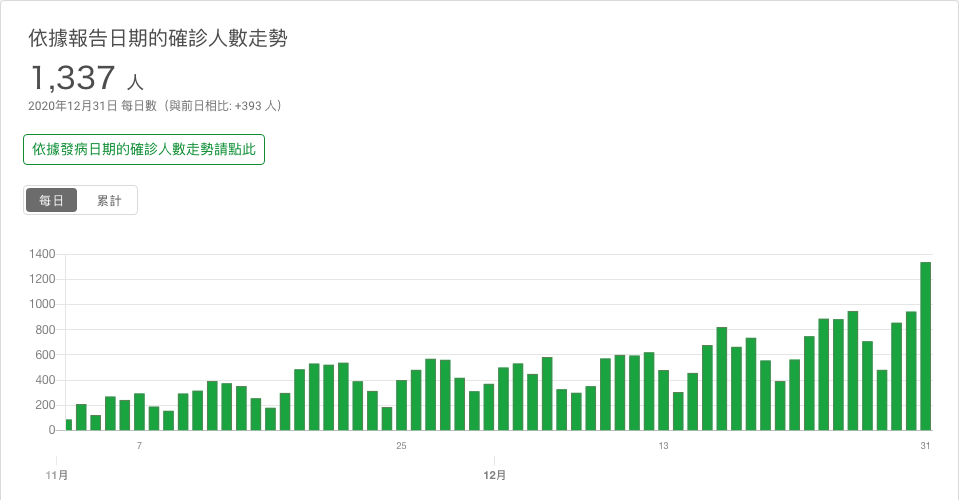 依據報告日期的確診人數走勢
1,337 人
2020年12月31日 每日數（與前日相比: +393 人）
依據發病日期的確診人數走勢請點此
每日 累計
1400
1200
1000
800
600
400
200
0
7 25 13 31
11月 12月